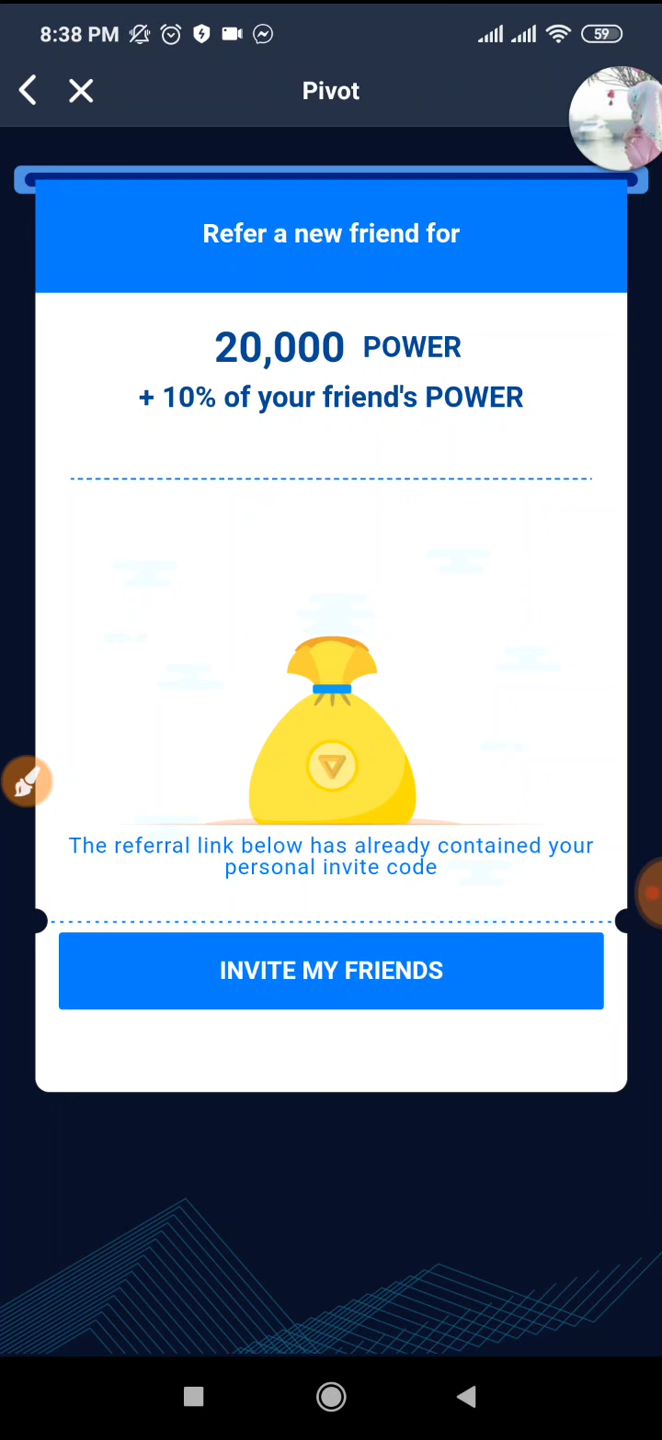 8:38 PM
59
Pivot
Refer a new friend for
20,000 POWER
+ 10% of your friend's POWER
The referral link below has already contained your
personal invite code
INVITE MY FRIENDS